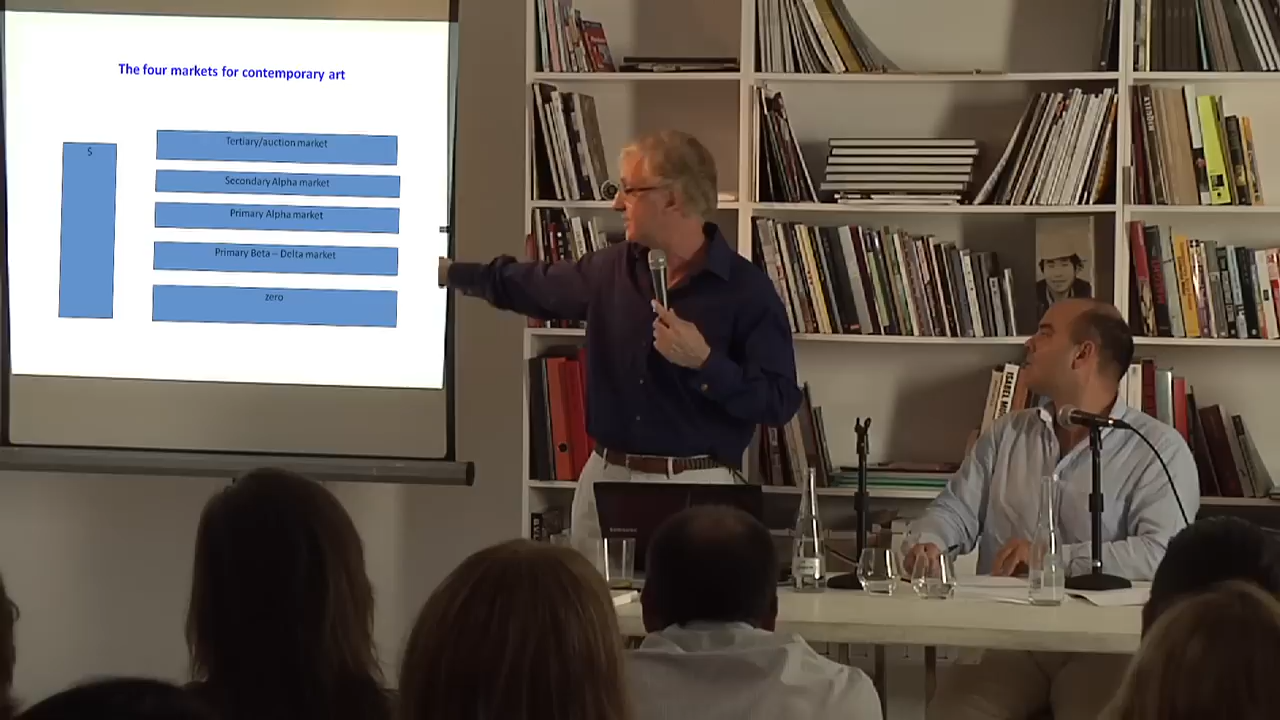 The four markets for contemporary art
$
Tertiary/auction market
Secondary Alpha market
Primary Alpha market
Primary Beta – Delta market
zero